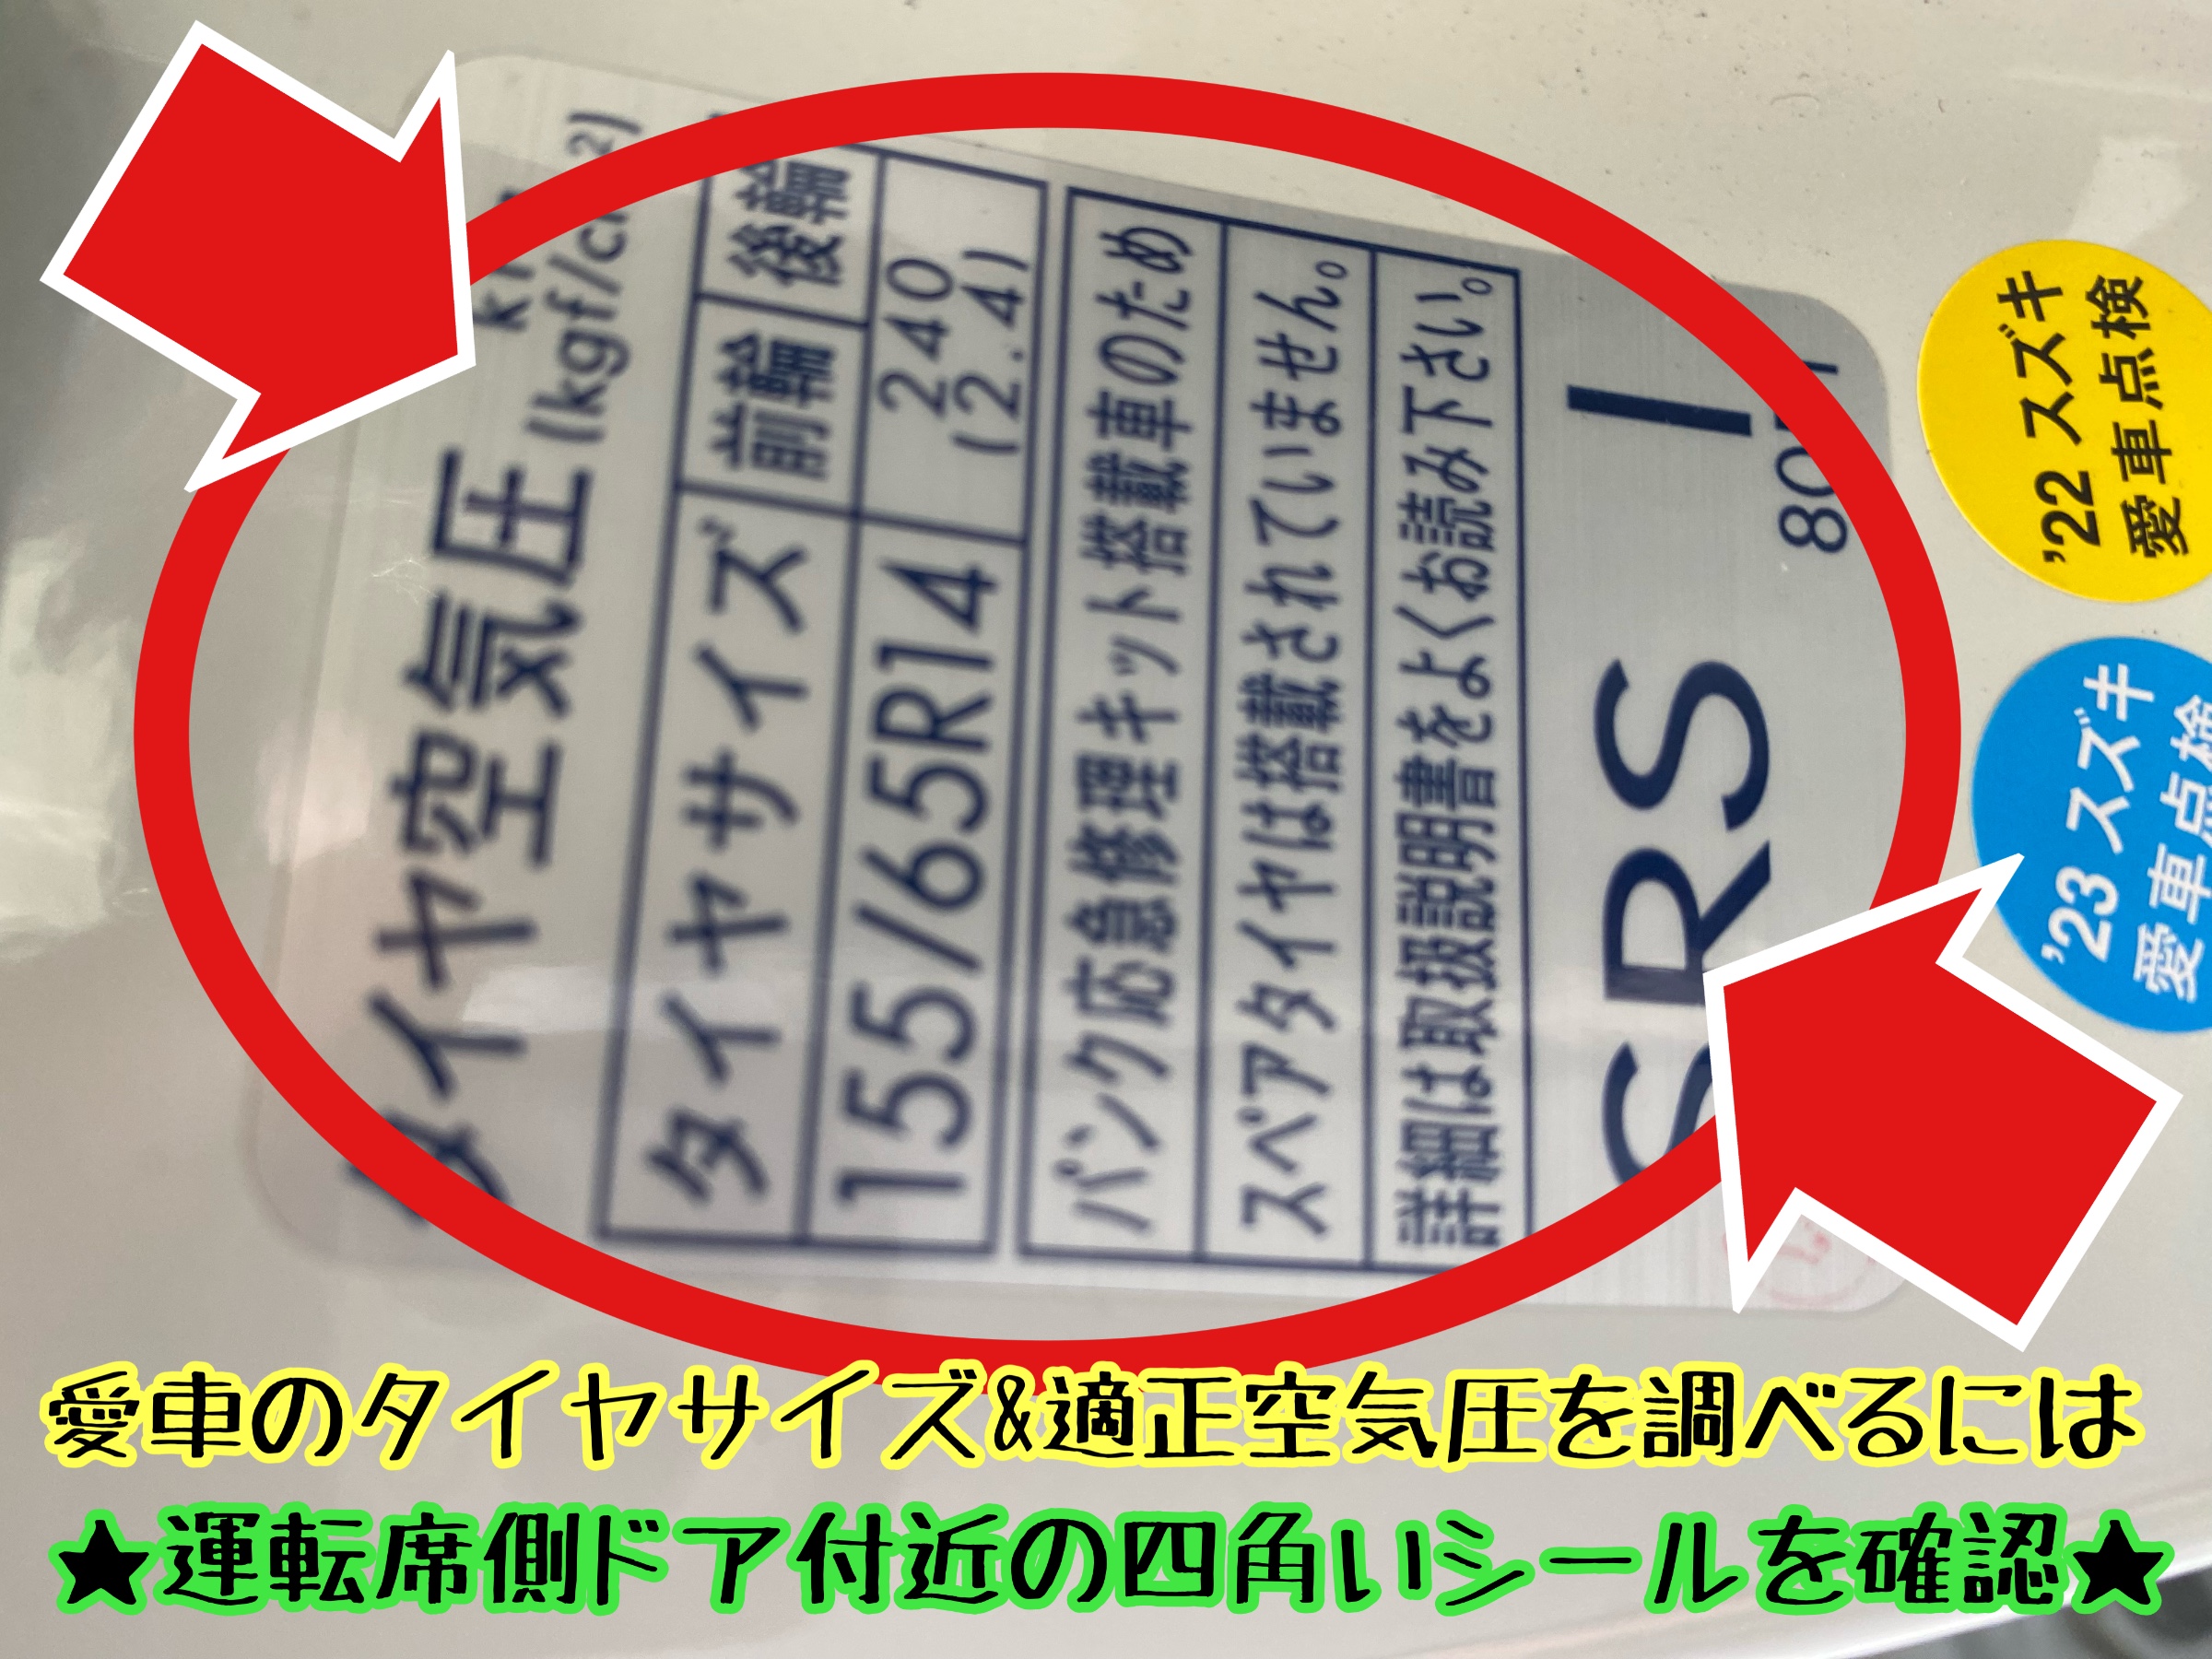 タイヤ空気圧
(kgf/cm²)
タイヤサイズ 前輪 後輪
155/65R14 240
(2.4)
パンク応急修理キット搭載車のため
スペアタイヤは搭載されていません。
詳細は取扱説明書をよくお読み下さい。
SRS I
'22 スズキ
愛車点検
'23 スズキ
愛車点検
愛車のタイヤサイズ&適正空気圧を調べるには
★運転席側ドア付近の四角いシールを確認★